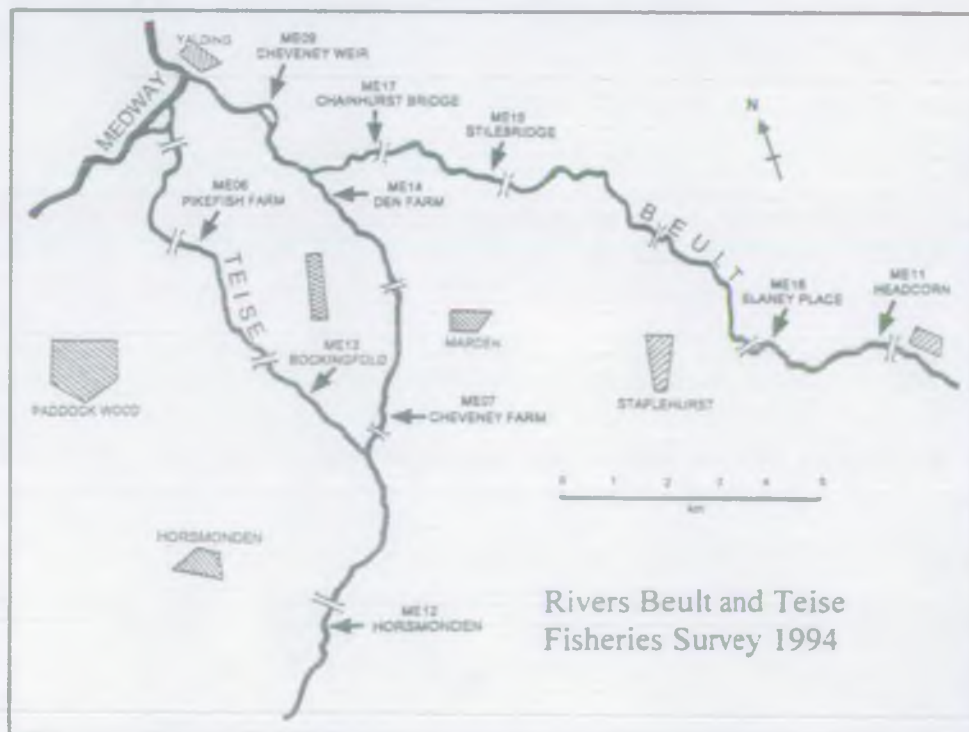 YALDING
ME09
CHEVENEY WEIR
MEDWAY
ME17
CHAINHURST BRIDGE
ME15
STILEBRIDGE
N
ME06
PIKEFISH FARM
ME14
DEN FARM
TEISE
BEULT
ME16
SLANEY PLACE
ME11
HEADCORN
ME13
BOCKINGFOLD
MARDEN
PADDOCK WOOD
ME07
CHEVENEY FARM
STAPLEHURST
0 1 2 3 4 5
km
HORSMONDEN
ME12
HORSMONDEN
Rivers Beult and Teise
Fisheries Survey 1994